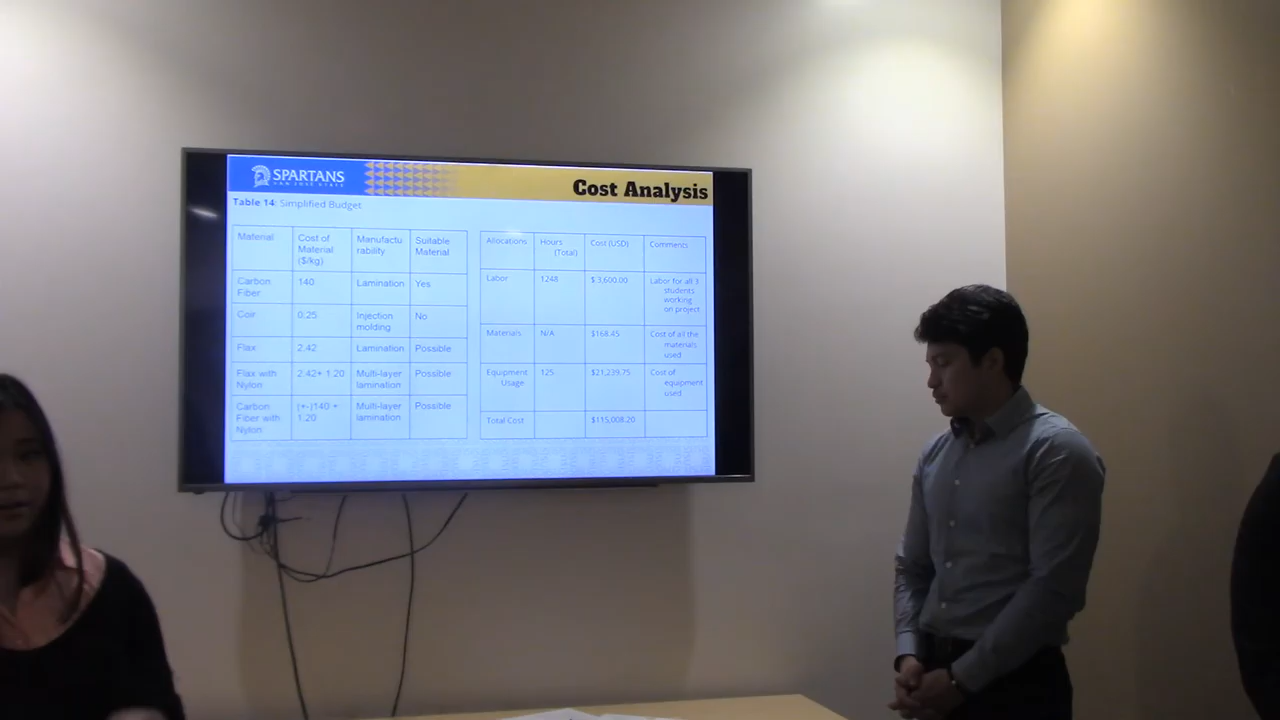 SPARTANS
SAN JOSÉ STATE
Cost Analysis
Table 14: Simplified Budget
Material
Cost of
Material
($/kg)
Manufactu
rability
Suitable
Material
Carbon
Fiber
140
Lamination
Yes
Coir
0.25
Injection
molding
No
Flax
2.42
Lamination
Possible
Flax with
Nylon
2.42+ 1.20
Multi-layer
lamination
Possible
Carbon
Fiber with
Nylon
(+-)140 +
1.20
Multi-layer
lamination
Possible
Allocations
Hours
(Total)
Cost (USD)
Comments
Labor
1248
$ 3,600.00
Labor for all 3
students
working
on project
Materials
N/A
$168.45
Cost of all the
materials
used
Equipment
Usage
125
$21,239.75
Cost of
equipment
used
Total Cost
$115,008.20